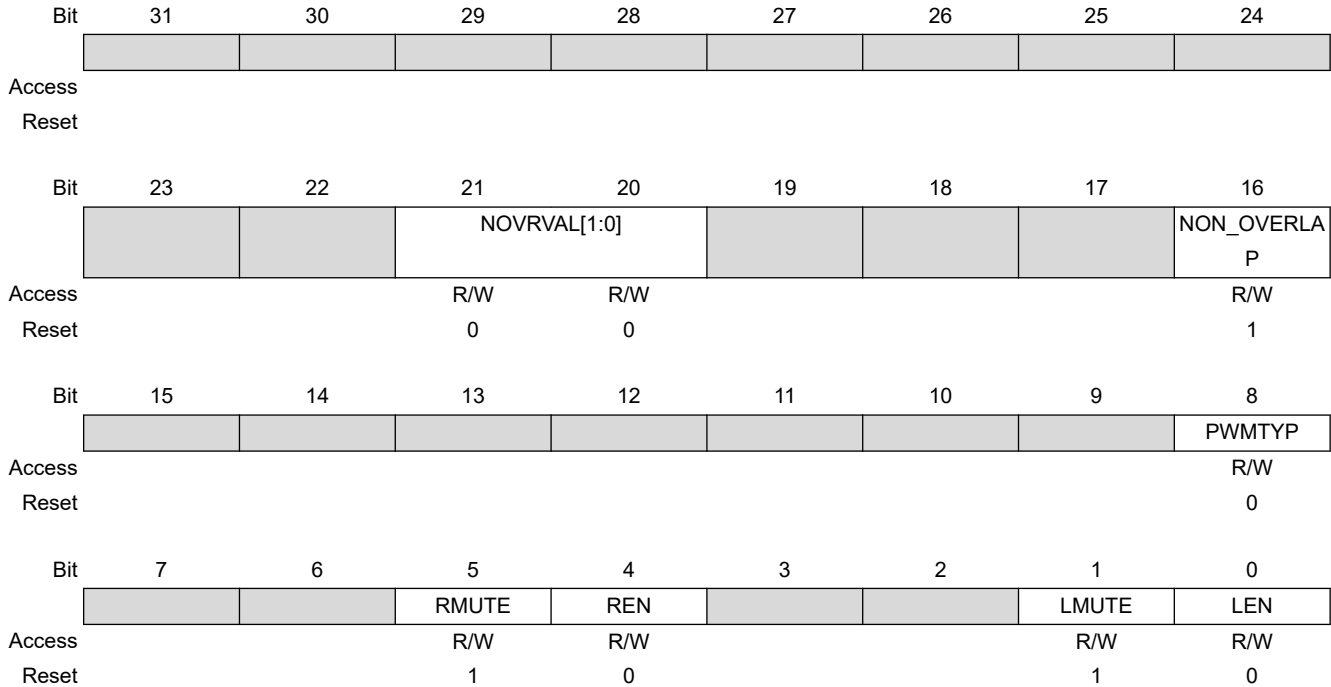 Bit 31 30 29 28 27 26 25 24
Access
Reset
Bit 23 22 21 20 19 18 17 16
NOVRVAL[1:0] NON_OVERLA
P
Access R/W R/W R/W
Reset 0 0 1
Bit 15 14 13 12 11 10 9 8
PWMTYP
Access R/W
Reset 0
Bit 7 6 5 4 3 2 1 0
RMUTE REN LMUTE LEN
Access R/W R/W R/W R/W
Reset 1 0 1 0